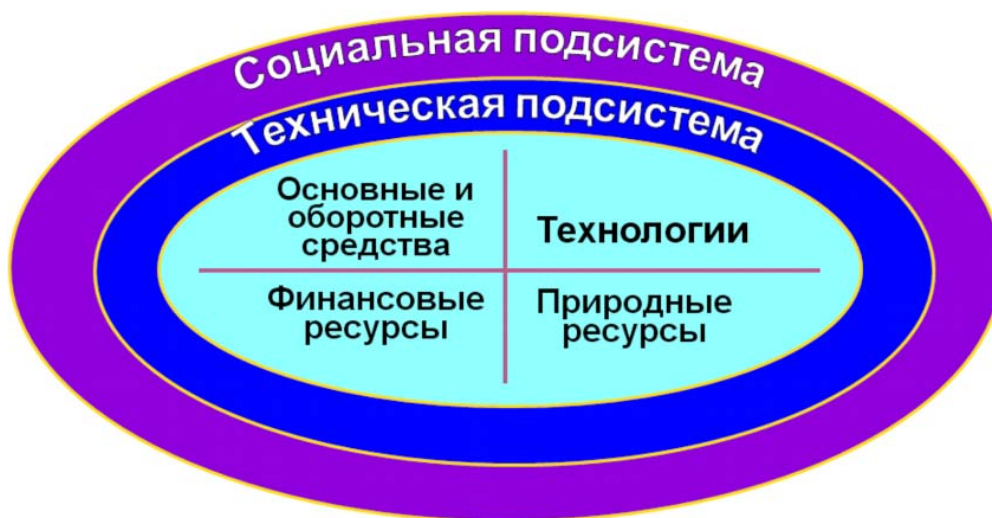 Социальная подсистема
Техническая подсистема
Основные и
оборотные
средства
Технологии
Финансовые
ресурсы
Природные
ресурсы